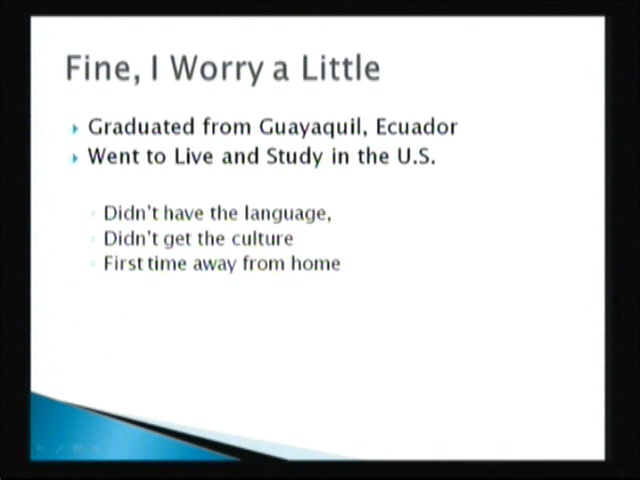 Fine, I Worry a Little
Graduated from Guayaquil, Ecuador
Went to Live and Study in the U.S.
Didn't have the language,
Didn't get the culture
First time away from home